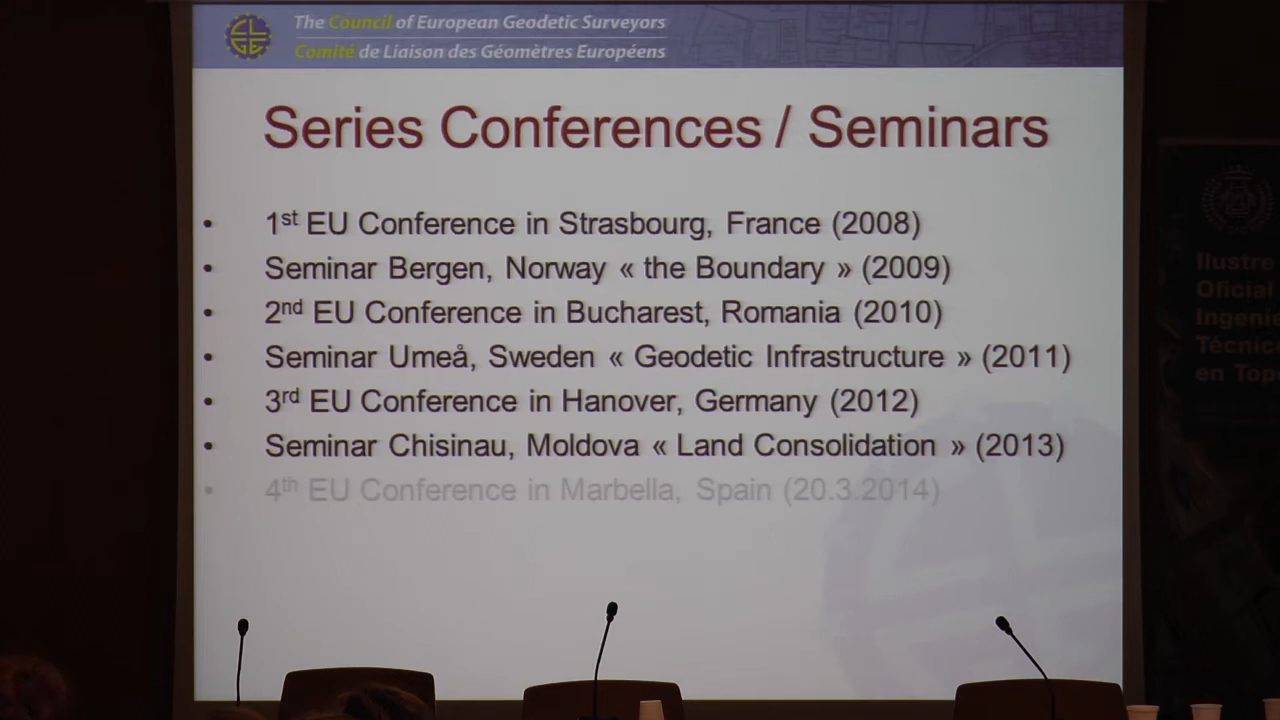 The Council of European Geodetic Surveyors
Comité de Liaison des Géomètres Européens
Series Conferences / Seminars
• 1st EU Conference in Strasbourg, France (2008)
• Seminar Bergen, Norway « the Boundary » (2009)
• 2nd EU Conference in Bucharest, Romania (2010)
• Seminar Umeå, Sweden « Geodetic Infrastructure » (2011)
• 3rd EU Conference in Hanover, Germany (2012)
• Seminar Chisinau, Moldova « Land Consolidation » (2013)
• 4th EU Conference in Marbella, Spain (20.3.2014)
Ilustre
Oficial
en